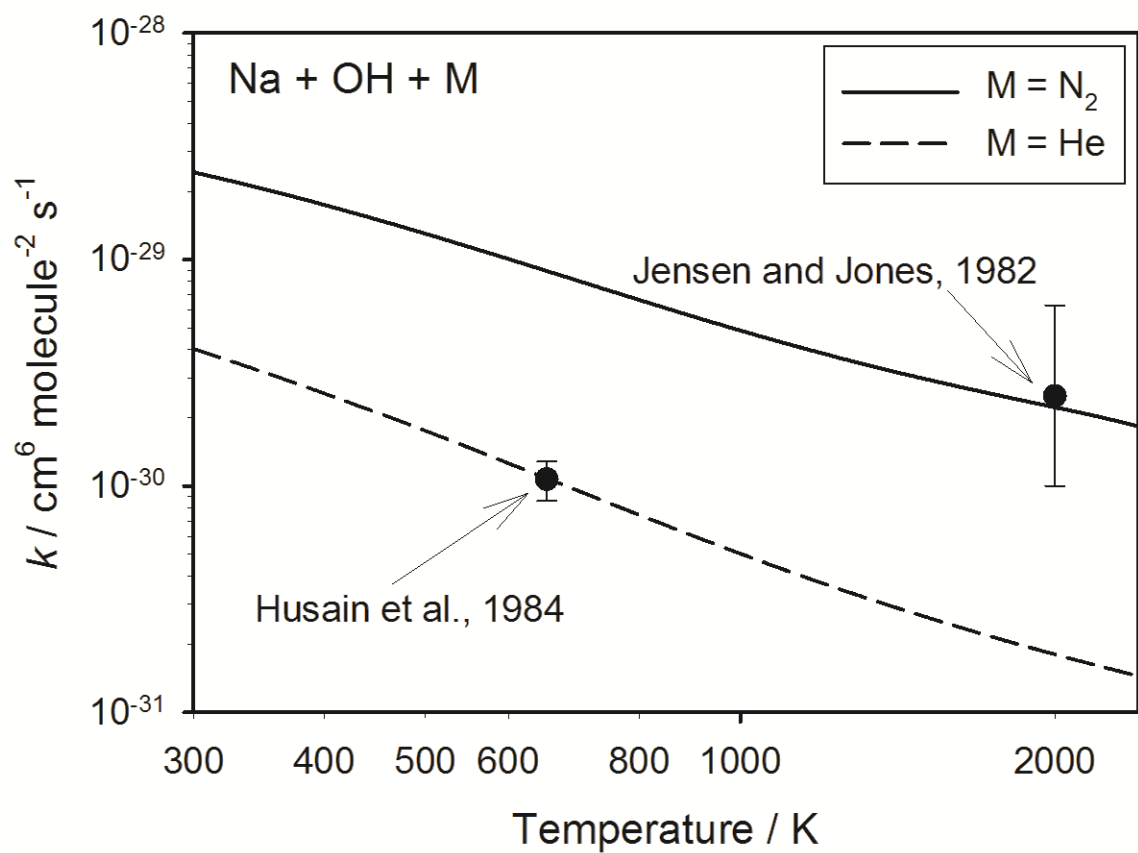 10⁻²⁸
Na + OH + M
M = N₂
M = He
10⁻²⁹
Jensen and Jones, 1982
10⁻³⁰
Husain et al., 1984
10⁻³¹
k / cm⁶ molecule⁻² s⁻¹
300 400 500 600 800 1000 2000
Temperature / K